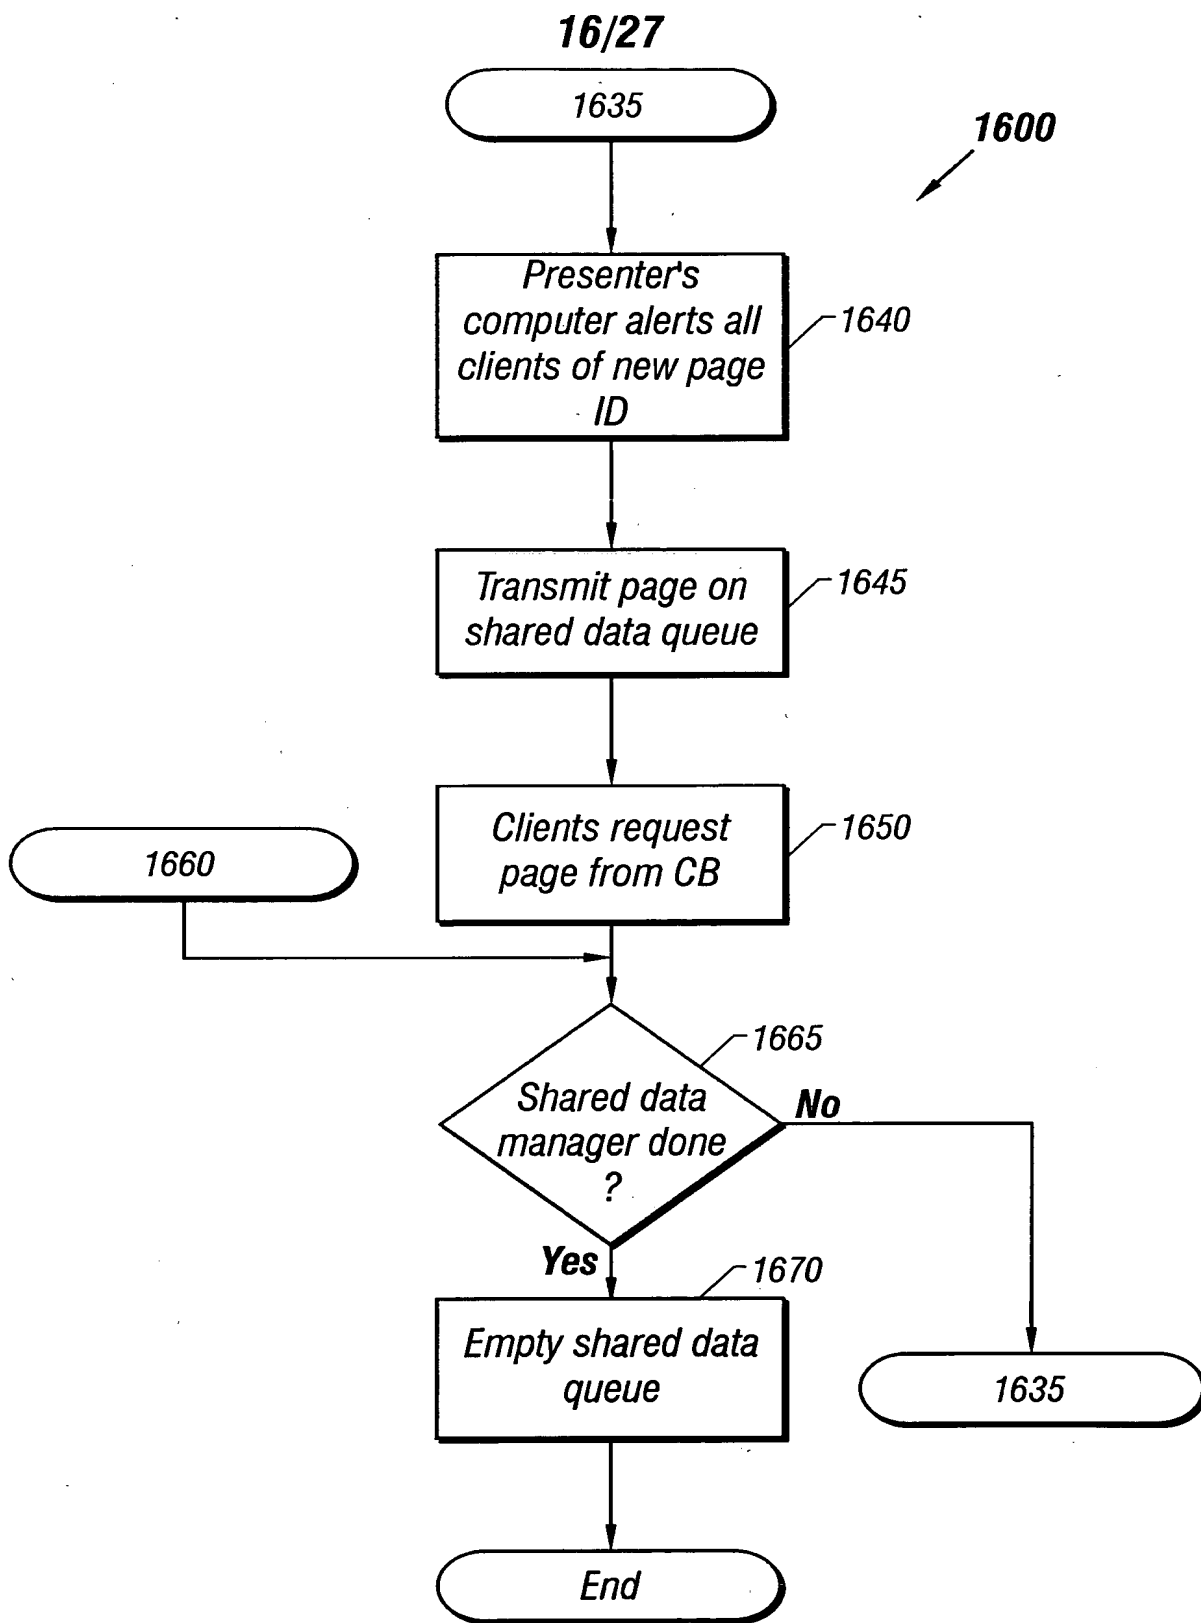 16/27
1635
1600
Presenter's
computer alerts all
clients of new page
ID
1640
Transmit page on
shared data queue
1645
Clients request
page from CB
1650
1660
Shared data
manager done
?
1665
No
Yes
1670
Empty shared data
queue
1635
End